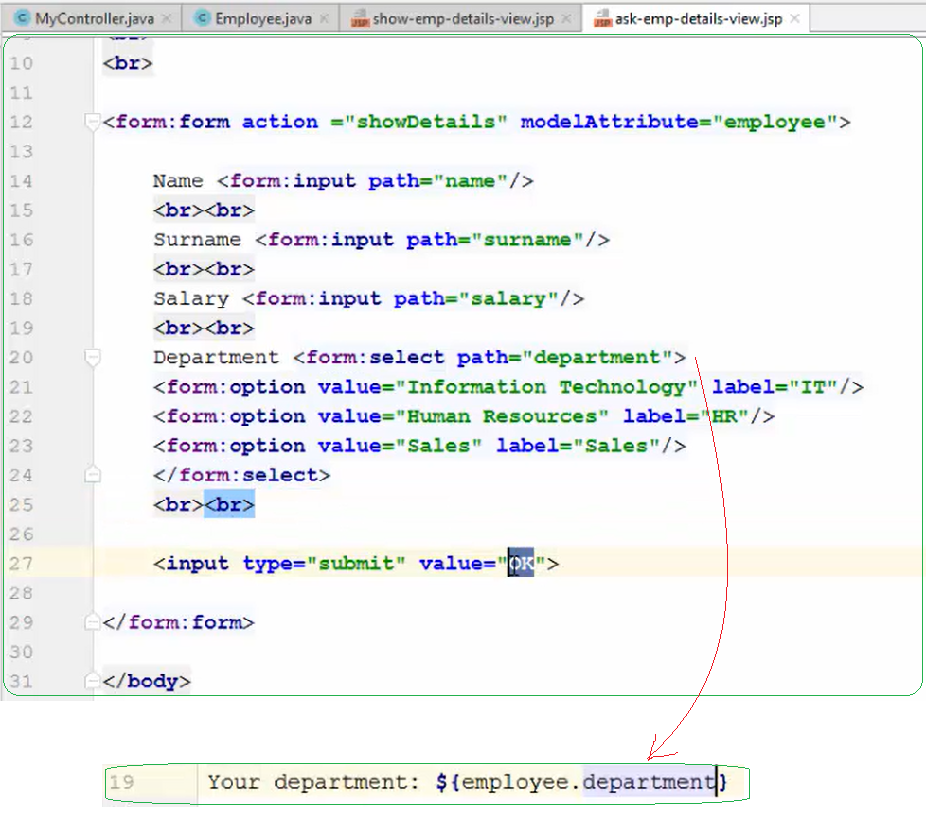 MyController.java Employee.java show-emp-details-view.jsp ask-emp-details-view.jsp
10 <br>
11
12 <form:form action ="showDetails" modelAttribute="employee">
13
14 Name <form:input path="name"/>
15 <br><br>
16 Surname <form:input path="surname"/>
17 <br><br>
18 Salary <form:input path="salary"/>
19 <br><br>
20 Department <form:select path="department">
21 <form:option value="Information Technology" label="IT"/>
22 <form:option value="Human Resources" label="HR"/>
23 <form:option value="Sales" label="Sales"/>
24 </form:select>
25 <br><br>
26
27 <input type="submit" value="OK">
28
29 </form:form>
30
31 </body>
19 Your department: ${employee.department}